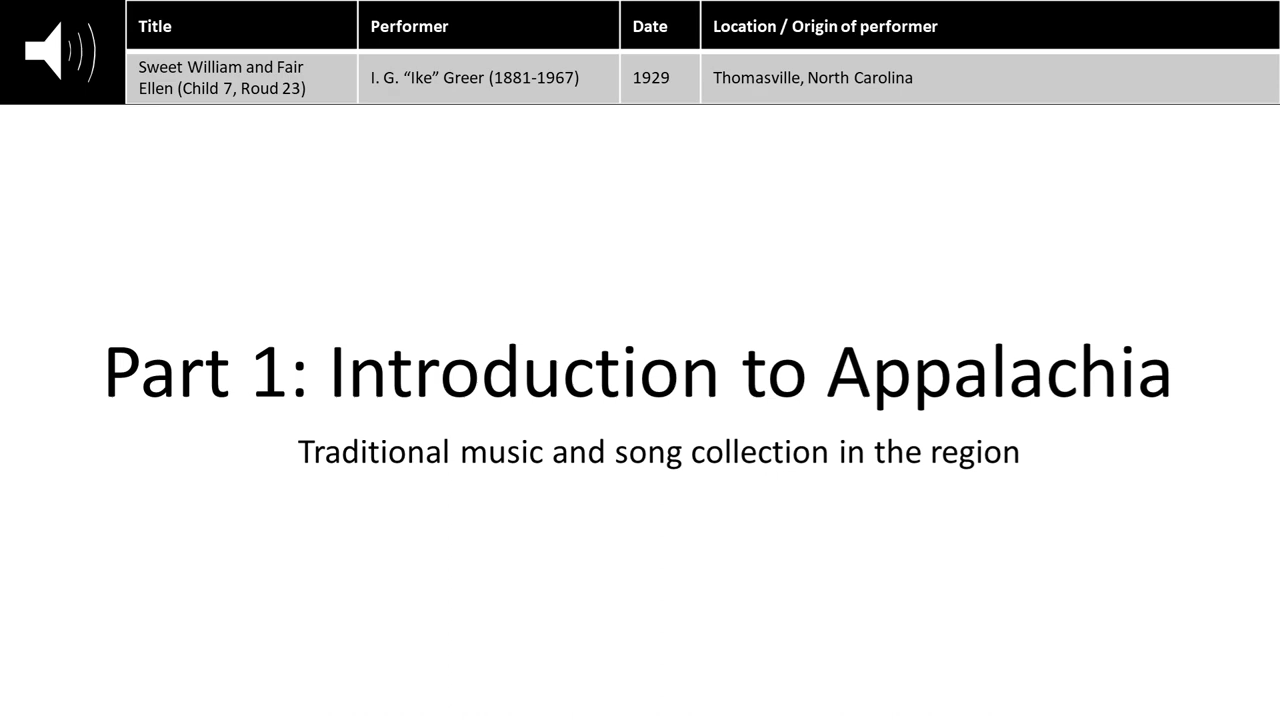 Title Performer Date Location / Origin of performer
Sweet William and Fair
Ellen (Child 7, Roud 23)
I. G. “Ike” Greer (1881-1967)
1929
Thomasville, North Carolina
Part 1: Introduction to Appalachia
Traditional music and song collection in the region